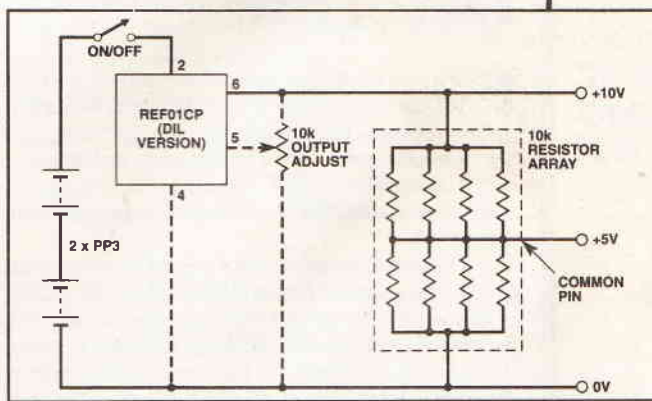 ON/OFF
2
6
+10V
REF01CP
(DIL
VERSION)
5
10k
OUTPUT
ADJUST
10k
RESISTOR
ARRAY
4
2 x PP3
+5V
COMMON
PIN
0V